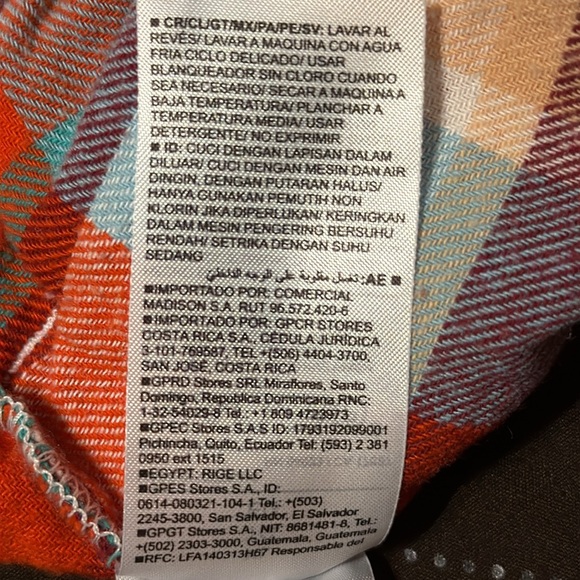 ■ CR/CL/GT/MX/PA/PE/SV: LAVAR AL
REVÉS/ LAVAR A MAQUINA CON AGUA
FRIA CICLO DELICADO/ USAR
BLANQUEADOR SIN CLORO CUANDO
SEA NECESARIO/ SECAR A MAQUINA A
BAJA TEMPERATURA/ PLANCHAR A
TEMPERATURA MEDIA/ USAR
DETERGENTE/ NO EXPRIMIR
■ ID: CUCI DENGAN LAPISAN DALAM
DILUAR/ CUCI DENGAN MESIN DAN AIR
DINGIN, DENGAN PUTARAN HALUS/
HANYA GUNAKAN PEMUTIH NON
KLORIN JIKA DIPERLUKAN/ KERINGKAN
DALAM MESIN PENGERING BERSUHU
RENDAH/ SETRIKA DENGAN SUHU
SEDANG
■ AE: تغسل مقلوبة على الوجه الداخلي
■IMPORTADO POR: COMERCIAL
MADISON S.A. RUT 96.572.420-6
■ IMPORTADO POR: GPCR STORES
COSTA RICA S.A., CÉDULA JURÍDICA
3-101-769587, TEL +(506) 4404-3700,
SAN JOSÉ, COSTA RICA
■GPRD Stores SRL Miraflores, Santo
Domingo, Republica Dominicana RNC:
1-32-54029-8 Tel.: +1 809 4723973
■GPEC Stores S.A.S ID: 1793192099001
Pichincha, Quito, Ecuador Tel: (593) 2 381
0950 ext 1515
■EGYPT: RIGE LLC
■GPES Stores S.A., ID:
0614-080321-104-1 Tel.: +(503)
2245-3800, San Salvador, El Salvador
■GPGT Stores S.A., NIT: 8681481-8, Tel.:
+(502) 2303-3000, Guatemala, Guatemala
■RFC: LFA140313H67 Responsable del